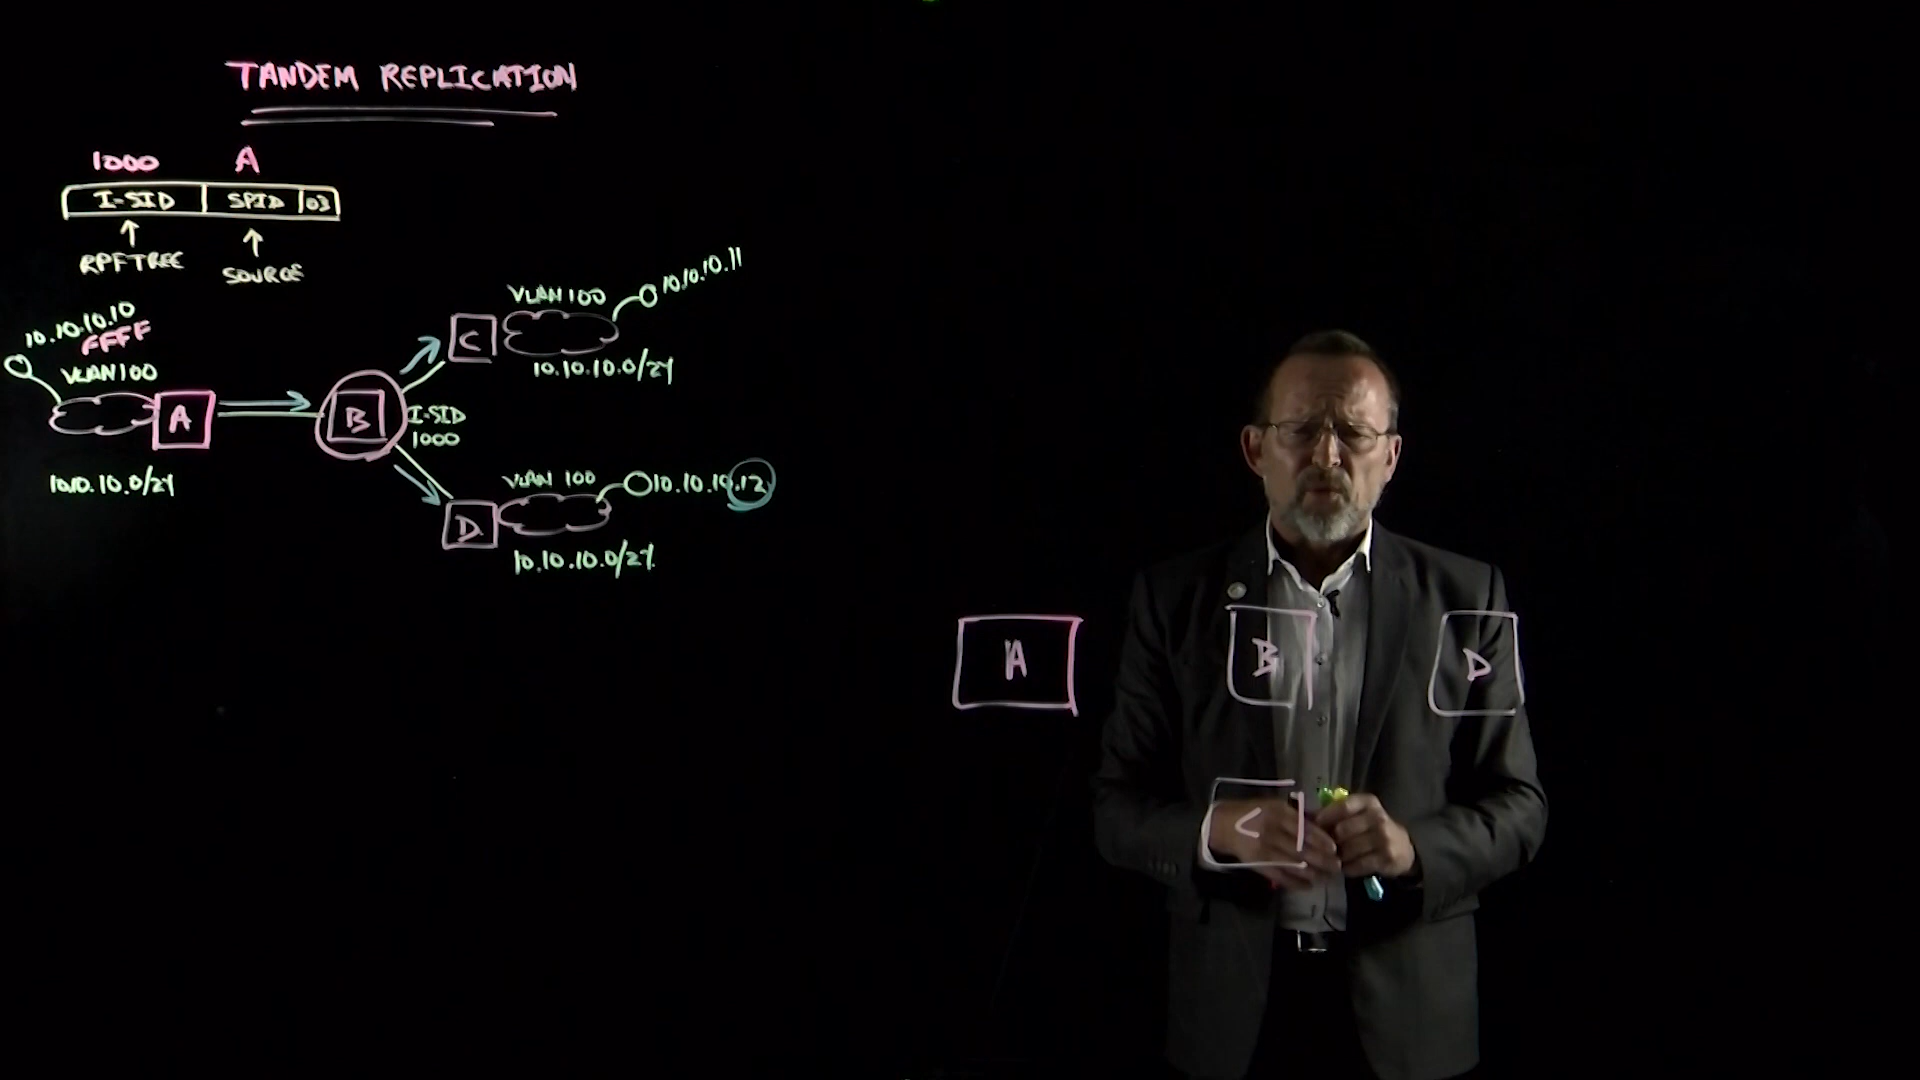 TANDEM REPLICATION
1000 A
I-SID SPID 03
RPFTREE
SOURCE
10.10.10.10
FFFF
VLAN 100
A
10.10.10.0/24
B
I-SID
1000
C
VLAN 100
10.10.10.11
10.10.10.0/24
D
VLAN 100
10.10.10.12
10.10.10.0/24
A
B
D
C